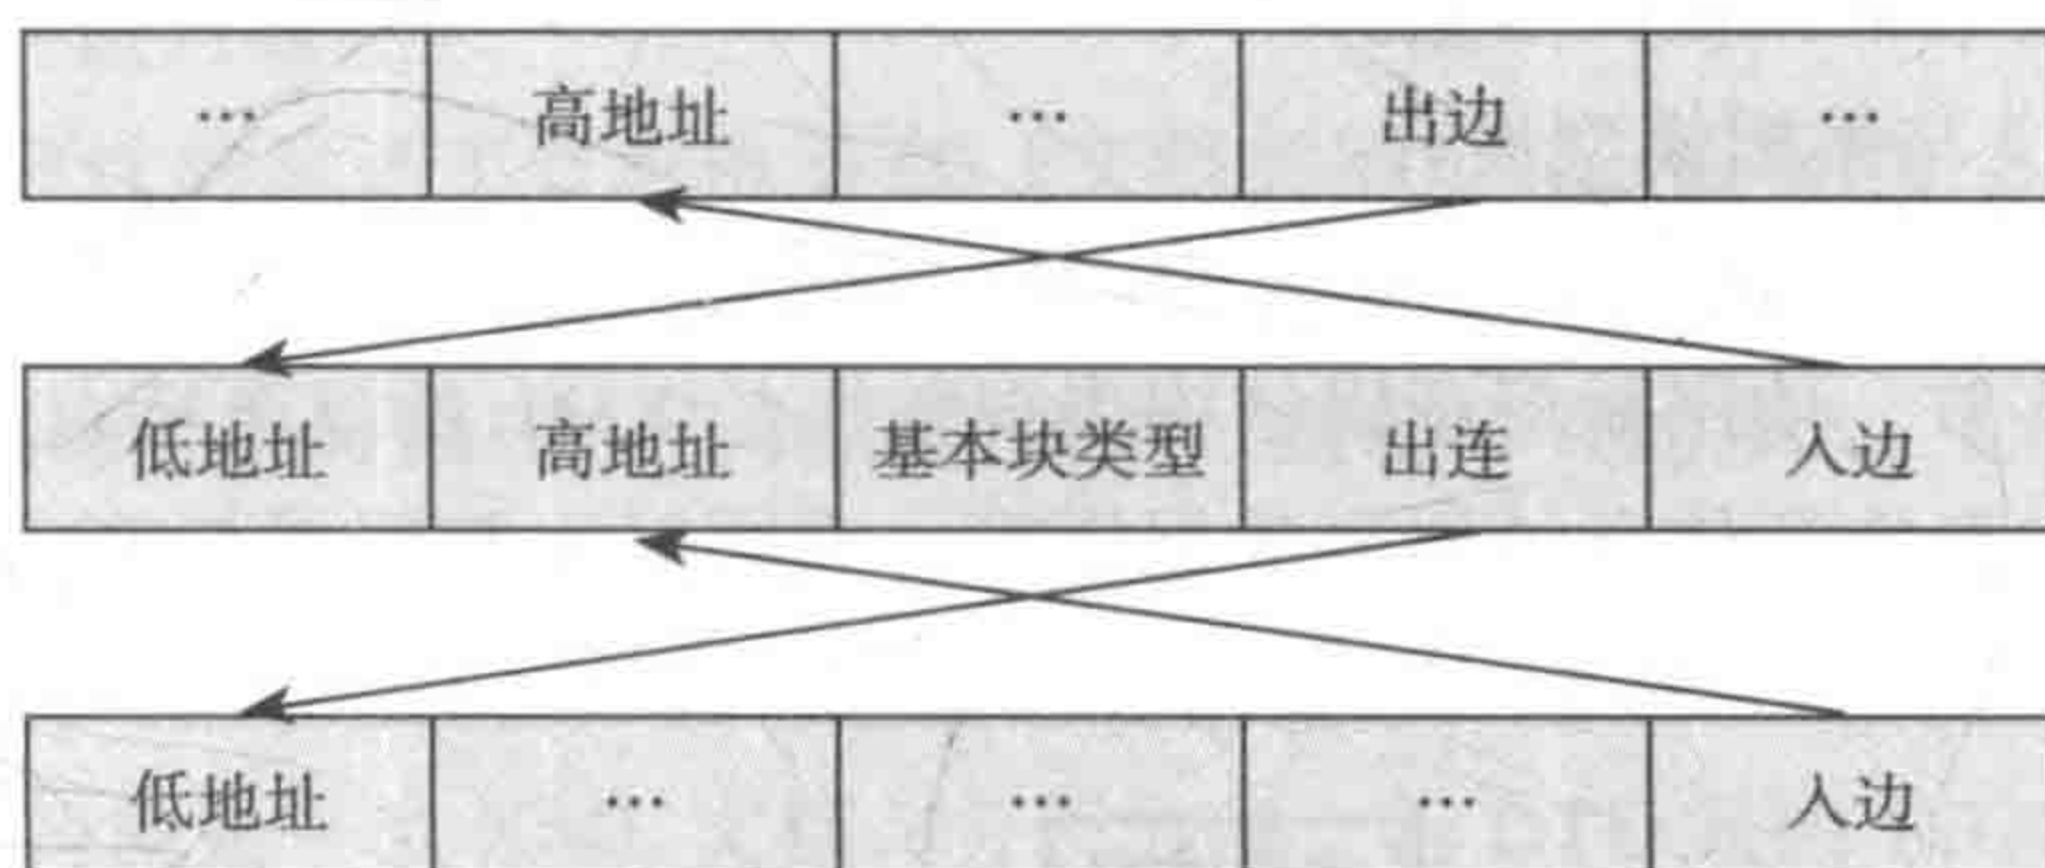 … 高地址 … 出边 …
低地址 高地址 基本块类型 出连 入边
低地址 … … … 入边